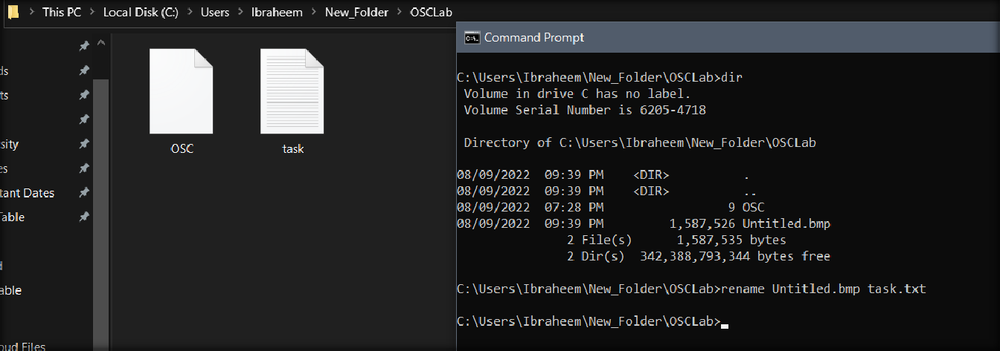 This PC > Local Disk (C:) > Users > Ibraheem > New_Folder > OSCLab
ds
ts
sity
es
tant Dates
Table
d
able
oud Files
OSC
task
Command Prompt
C:\Users\Ibraheem\New_Folder\OSCLab>dir
Volume in drive C has no label.
Volume Serial Number is 6205-4718
Directory of C:\Users\Ibraheem\New_Folder\OSCLab
08/09/2022 09:39 PM <DIR> .
08/09/2022 09:39 PM <DIR> ..
08/09/2022 07:28 PM 9 OSC
08/09/2022 09:39 PM 1,587,526 Untitled.bmp
2 File(s) 1,587,535 bytes
2 Dir(s) 342,388,793,344 bytes free
C:\Users\Ibraheem\New_Folder\OSCLab>rename Untitled.bmp task.txt
C:\Users\Ibraheem\New_Folder\OSCLab>